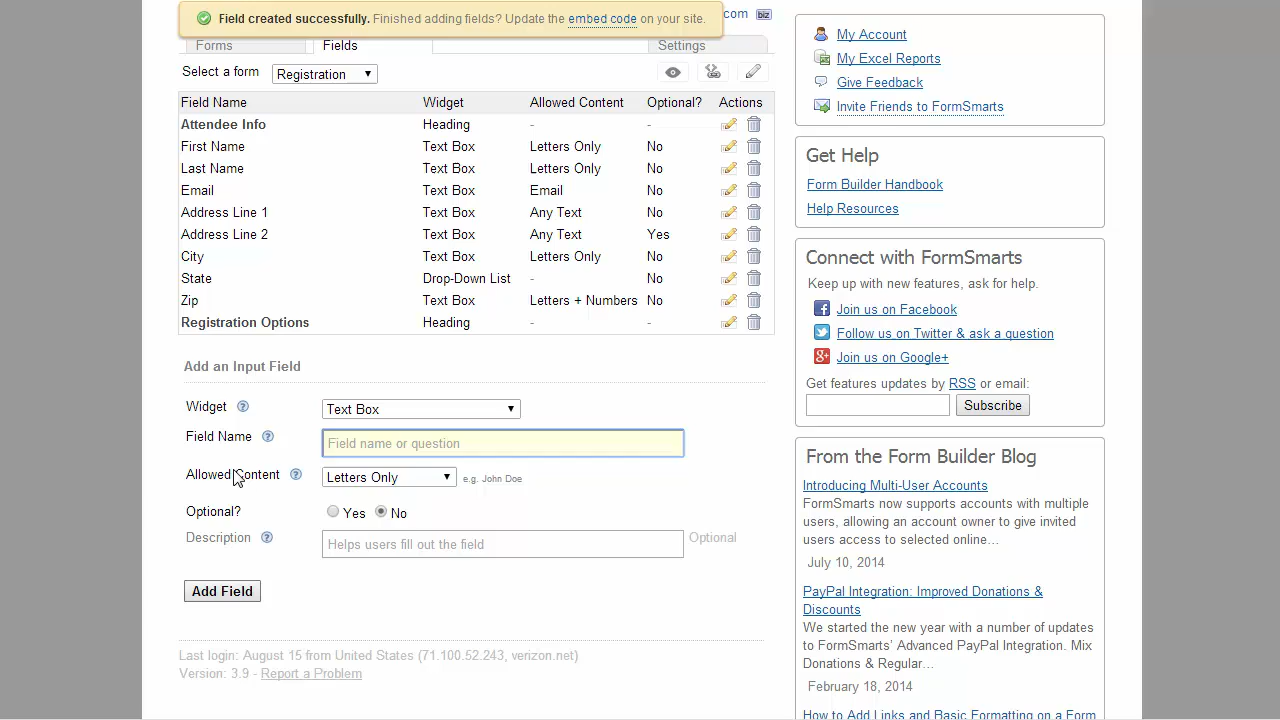 Field created successfully. Finished adding fields? Update the embed code on your site.
com biz
Forms Fields Settings
Select a form Registration
Field Name Widget Allowed Content Optional? Actions
Attendee Info Heading - -
First Name Text Box Letters Only No
Last Name Text Box Letters Only No
Email Text Box Email No
Address Line 1 Text Box Any Text No
Address Line 2 Text Box Any Text Yes
City Text Box Letters Only No
State Drop-Down List - No
Zip Text Box Letters + Numbers No
Registration Options Heading - -
Add an Input Field
Widget ? Text Box
Field Name ? Field name or question
Allowed Content ? Letters Only e.g. John Doe
Optional? Yes No
Description ? Helps users fill out the field Optional
Add Field
Last login: August 15 from United States (71.100.52.243, verizon.net)
Version: 3.9 - Report a Problem
My Account
My Excel Reports
Give Feedback
Invite Friends to FormSmarts
Get Help
Form Builder Handbook
Help Resources
Connect with FormSmarts
Keep up with new features, ask for help.
Join us on Facebook
Follow us on Twitter & ask a question
Join us on Google+
Get features updates by RSS or email:
Subscribe
From the Form Builder Blog
Introducing Multi-User Accounts
FormSmarts now supports accounts with multiple
users, allowing an account owner to give invited
users access to selected online…
July 10, 2014
PayPal Integration: Improved Donations &
Discounts
We started the new year with a number of updates
to FormSmarts’ Advanced PayPal Integration. Mix
Donations & Regular…
February 18, 2014
How to Add Links and Basic Formatting on a Form